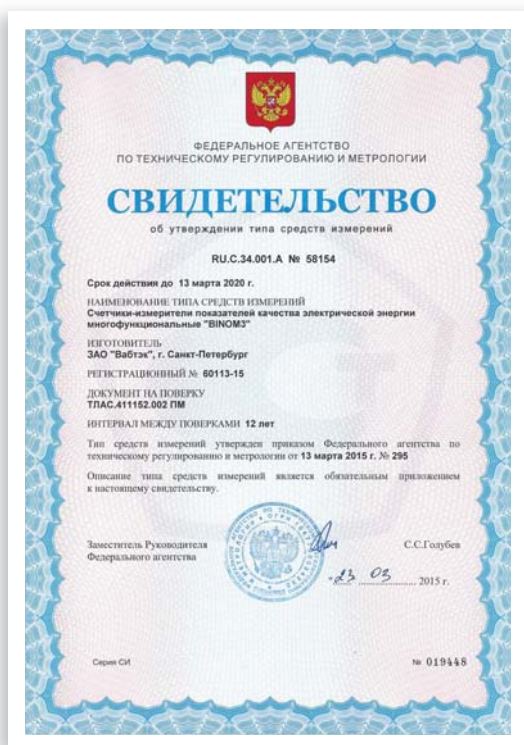 ФЕДЕРАЛЬНОЕ АГЕНТСТВО
ПО ТЕХНИЧЕСКОМУ РЕГУЛИРОВАНИЮ И МЕТРОЛОГИИ
СВИДЕТЕЛЬСТВО
об утверждении типа средств измерений
RU.C.34.001.A № 58154
Срок действия до 13 марта 2020 г.
НАИМЕНОВАНИЕ ТИПА СРЕДСТВ ИЗМЕРЕНИЙ
Счетчики-измерители показателей качества электрической энергии
многофункциональные "BINOM3"
ИЗГОТОВИТЕЛЬ
ЗАО "Вабтэк", г. Санкт-Петербург
РЕГИСТРАЦИОННЫЙ № 60113-15
ДОКУМЕНТ НА ПОВЕРКУ
ТЛАС.411152.002 ПМ
ИНТЕРВАЛ МЕЖДУ ПОВЕРКАМИ 12 лет
Тип средств измерений утвержден приказом Федерального агентства по
техническому регулированию и метрологии от 13 марта 2015 г. № 295
Описание типа средств измерений является обязательным приложением
к настоящему свидетельству.
Заместитель Руководителя
Федерального агентства
С.С.Голубев
23 03 2015 г.
Серия СИ
№ 019448